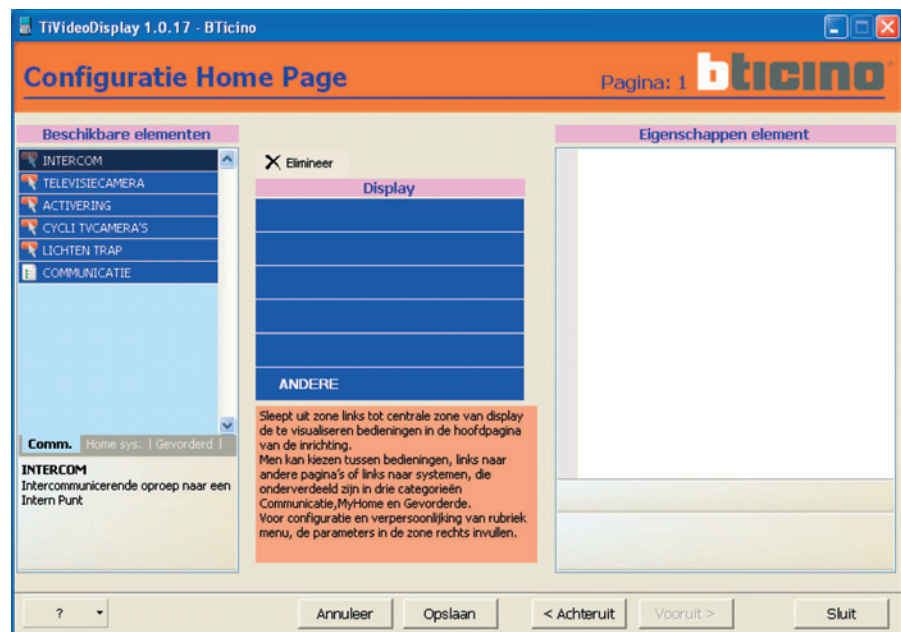 TiVideoDisplay 1.0.17 - BTicino
Configuratie Home Page
Pagina: 1
bticino
Beschikbare elementen
INTERCOM
TELEVISIECAMERA
ACTIVERING
CYCLI TVCAMERA'S
LICHTEN TRAP
COMMUNICATIE
Comm. Home sys. | Gevorderd |
INTERCOM
Intercommunicerende oproep naar een
Intern Punt
Elimineer
Display
ANDERE
Sleept uit zone links tot centrale zone van display
de te visualiseren bedieningen in de hoofdpagina
van de inrichting.
Men kan kiezen tussen bedieningen, links naar
andere pagina's of links naar systemen, die
onderverdeeld zijn in drie categorieën
Communicatie,MyHome en Gevorderde.
Voor configuratie en verpersoonlijking van rubriek
menu, de parameters in de zone rechts invullen.
Eigenschappen element
?
Annuleer
Opslaan
< Achteruit
Vooruit >
Sluit